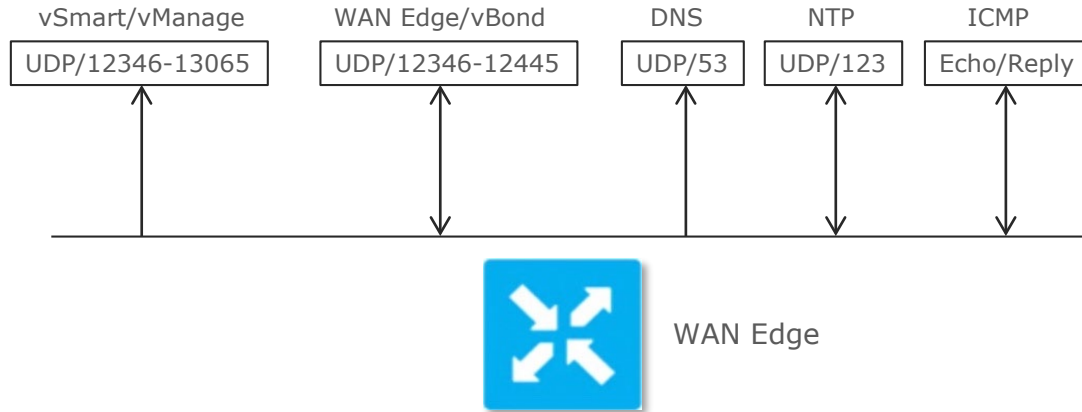 vSmart/vManage
WAN Edge/vBond
DNS
NTP
ICMP
UDP/12346-13065
UDP/12346-12445
UDP/53
UDP/123
Echo/Reply
WAN Edge